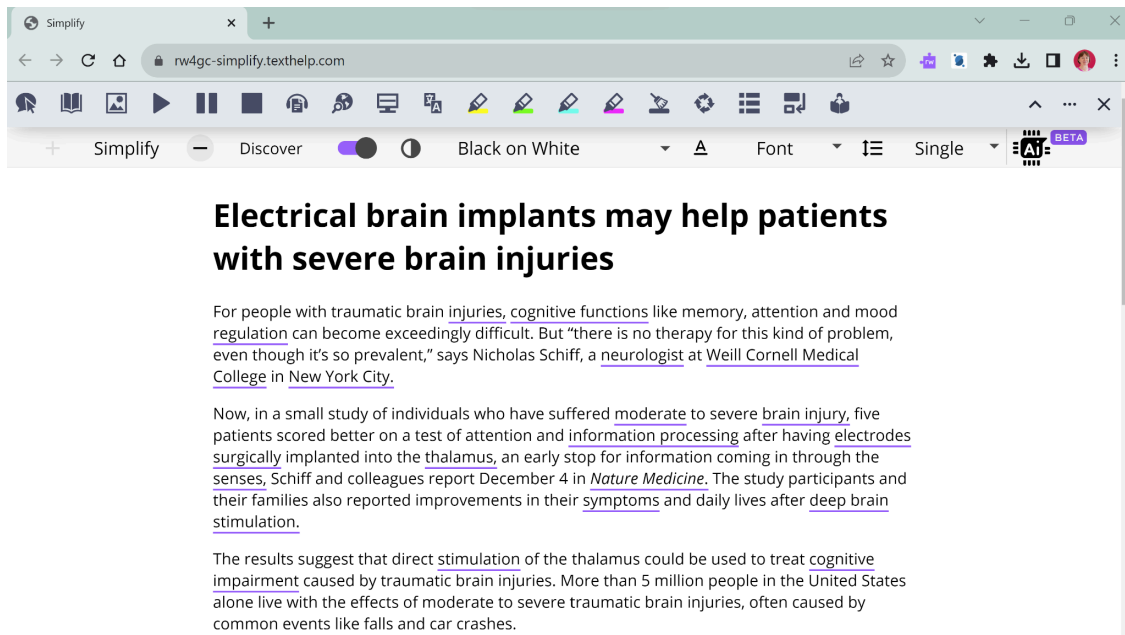 Simplify
rw4gc-simplify.texthelp.com
rw
Simplify Discover Black on White A Font Single Ai BETA
Electrical brain implants may help patients
with severe brain injuries
For people with traumatic brain injuries, cognitive functions like memory, attention and mood
regulation can become exceedingly difficult. But “there is no therapy for this kind of problem,
even though it’s so prevalent,” says Nicholas Schiff, a neurologist at Weill Cornell Medical
College in New York City.
Now, in a small study of individuals who have suffered moderate to severe brain injury, five
patients scored better on a test of attention and information processing after having electrodes
surgically implanted into the thalamus, an early stop for information coming in through the
senses, Schiff and colleagues report December 4 in Nature Medicine. The study participants and
their families also reported improvements in their symptoms and daily lives after deep brain
stimulation.
The results suggest that direct stimulation of the thalamus could be used to treat cognitive
impairment caused by traumatic brain injuries. More than 5 million people in the United States
alone live with the effects of moderate to severe traumatic brain injuries, often caused by
common events like falls and car crashes.